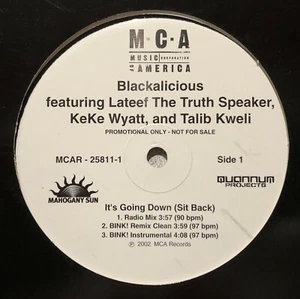 M·C·A
MUSIC CORPORATION
OF AMERICA
Blackalicious
featuring Lateef The Truth Speaker,
KeKe Wyatt, and Talib Kweli
PROMOTIONAL ONLY - NOT FOR SALE
MCAR - 25811-1
Side 1
MAHOGANY SUN
QUANNUM
PROJECTS
It's Going Down (Sit Back)
1. Radio Mix 3:57 (90 bpm)
2. BINK! Remix Clean 3:59 (97 bpm)
3. BINK! Instrumental 4:08 (97 bpm)
℗ 2002 MCA Records